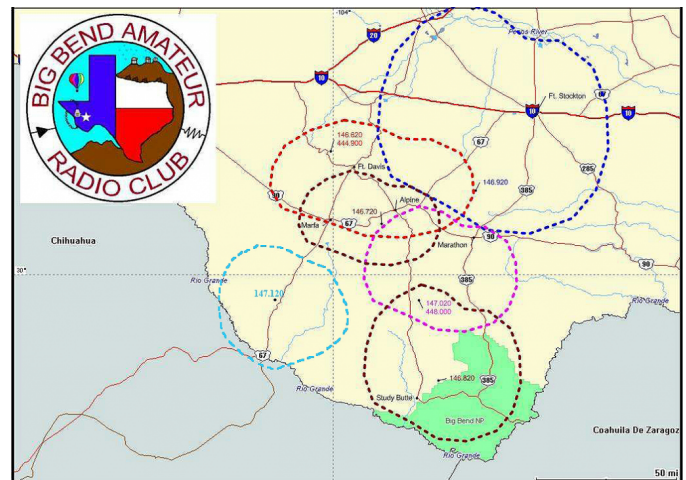 BIG BEND AMATEUR
RADIO CLUB
-104°
20
Pecos River
10
Ft. Stockton
67
10
10
146.620
444.900
67
Ft. Davis
285
90
146.920
385
Alpine
146.720
Marfa
67
90
Marathon
Chihuahua
90
30°
Rio Grande
385
147.120
147.020
448.000
Rio Grande
67
146.820
385
Rio Grande
Study Butte
Big Bend NP
Coahuila De Zaragoz
Rio Grande
50 mi